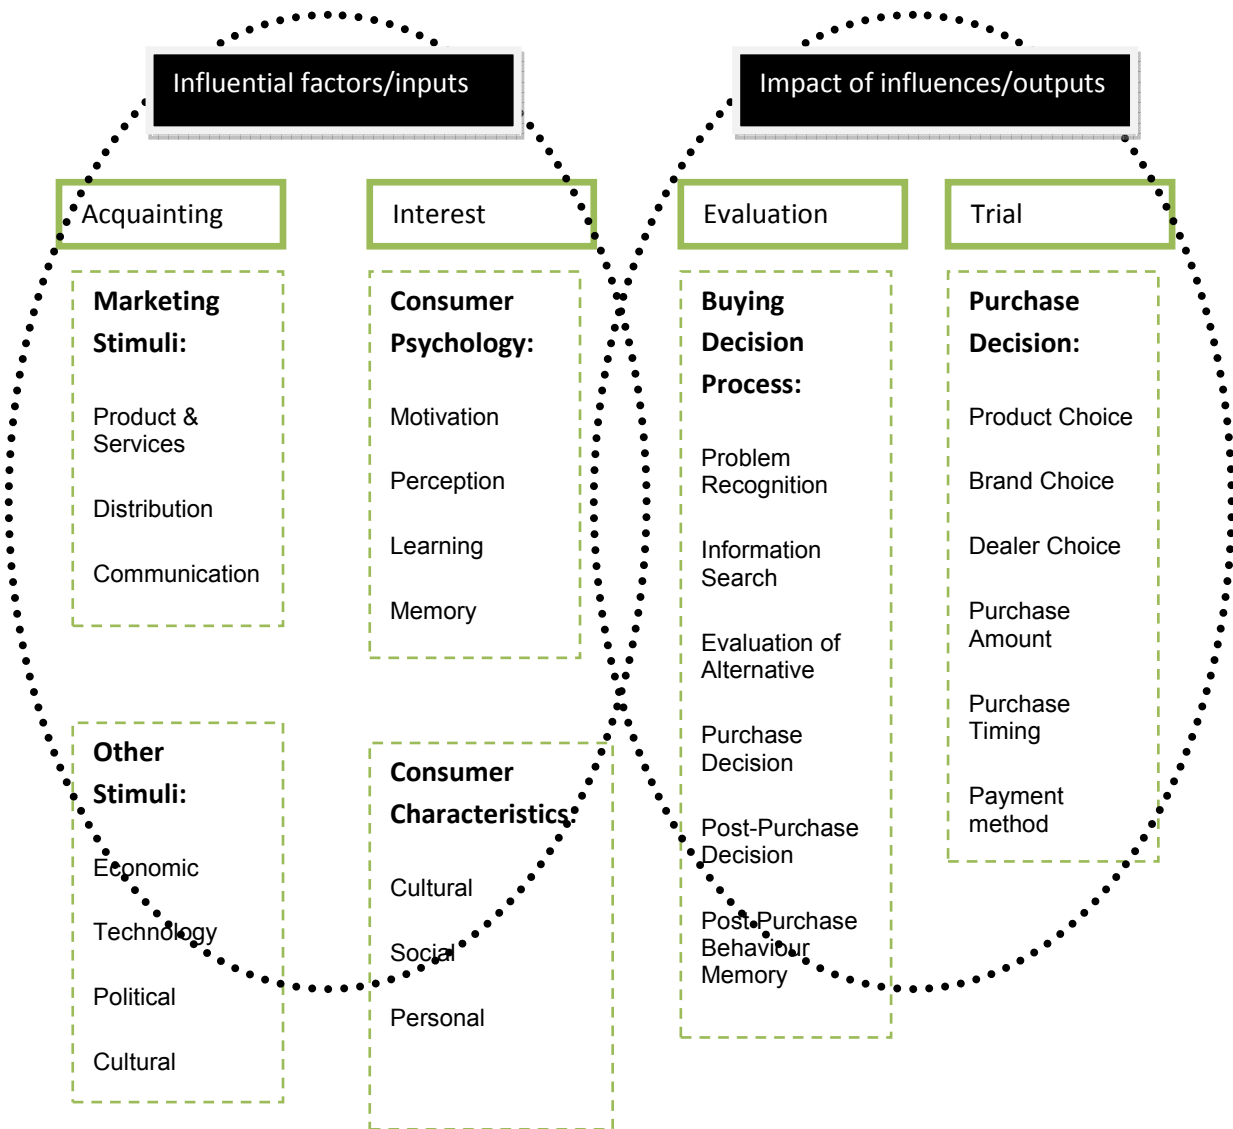 Influential factors/inputs
Impact of influences/outputs
Acquainting
Interest
Evaluation
Trial
Marketing
Stimuli:
Product &
Services
Distribution
Communication
Other
Stimuli:
Economic
Technology
Political
Cultural
Consumer
Psychology:
Motivation
Perception
Learning
Memory
Consumer
Characteristics:
Cultural
Social
Personal
Buying
Decision
Process:
Problem
Recognition
Information
Search
Evaluation of
Alternative
Purchase
Decision
Post-Purchase
Decision
Post-Purchase
Behaviour
Memory
Purchase
Decision:
Product Choice
Brand Choice
Dealer Choice
Purchase
Amount
Purchase
Timing
Payment
method